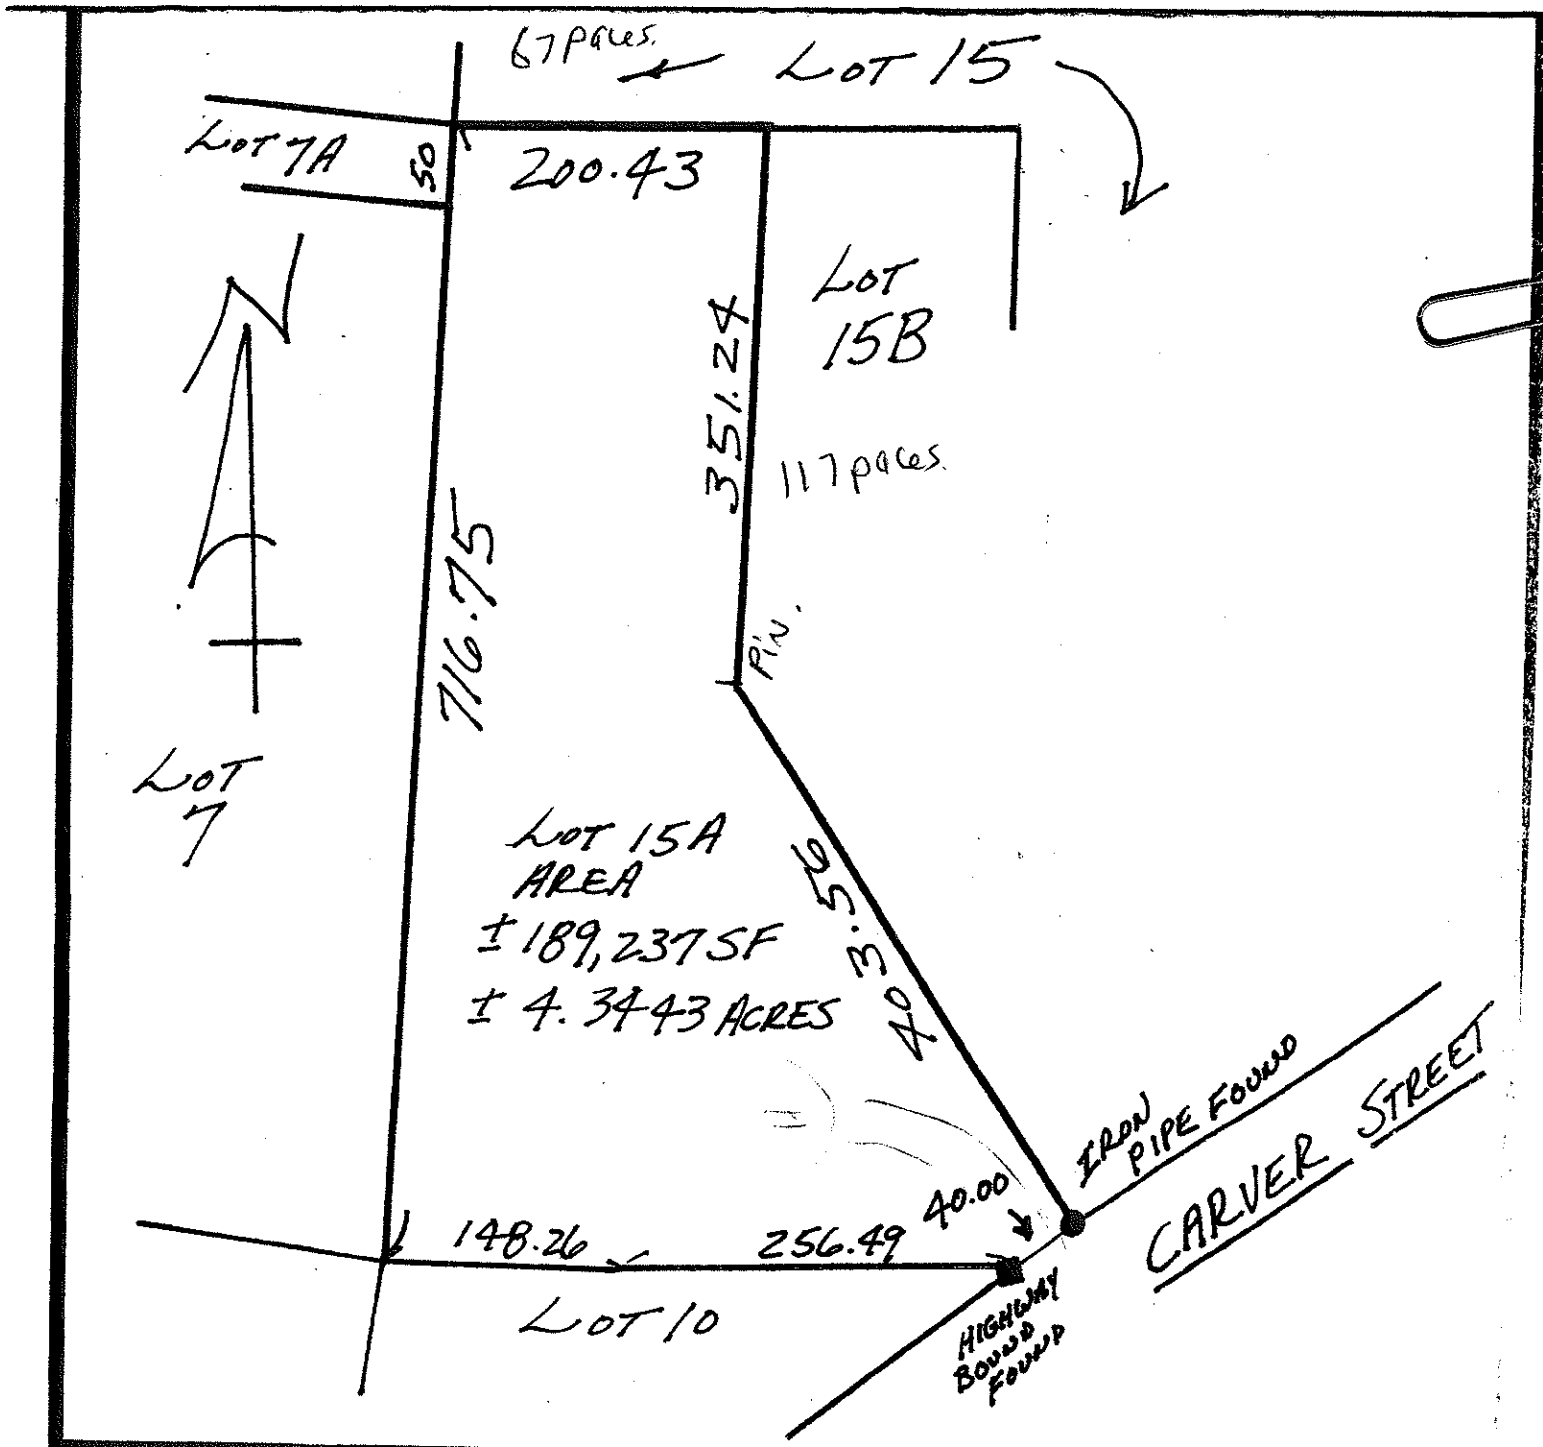 67 paces.
LOT 15
LOT 7A
50
200.43
N
LOT
15B
351.24
117 paces.
716.75
PIN.
LOT
7
LOT 15A
AREA
± 189,237 SF
± 4.3443 ACRES
403.56
IRON
PIPE FOUND
CARVER STREET
40.00
148.26
256.49
HIGHWAY
BOUND
FOUND
LOT 10